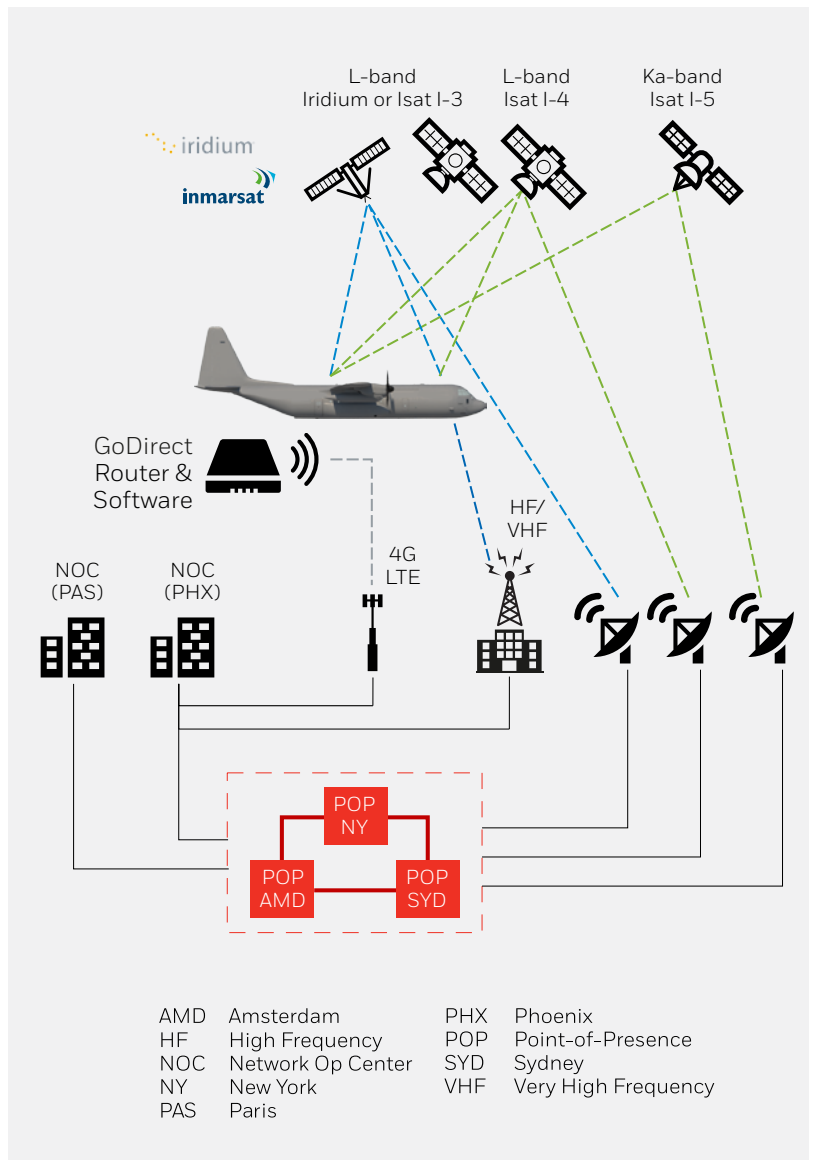 L-band
Iridium or Isat I-3
L-band
Isat I-4
Ka-band
Isat I-5
iridium
inmarsat
GoDirect
Router &
Software
HF/
VHF
4G
LTE
NOC
(PAS)
NOC
(PHX)
POP
NY
POP
AMD
POP
SYD
AMD Amsterdam
HF High Frequency
NOC Network Op Center
NY New York
PAS Paris
PHX Phoenix
POP Point-of-Presence
SYD Sydney
VHF Very High Frequency